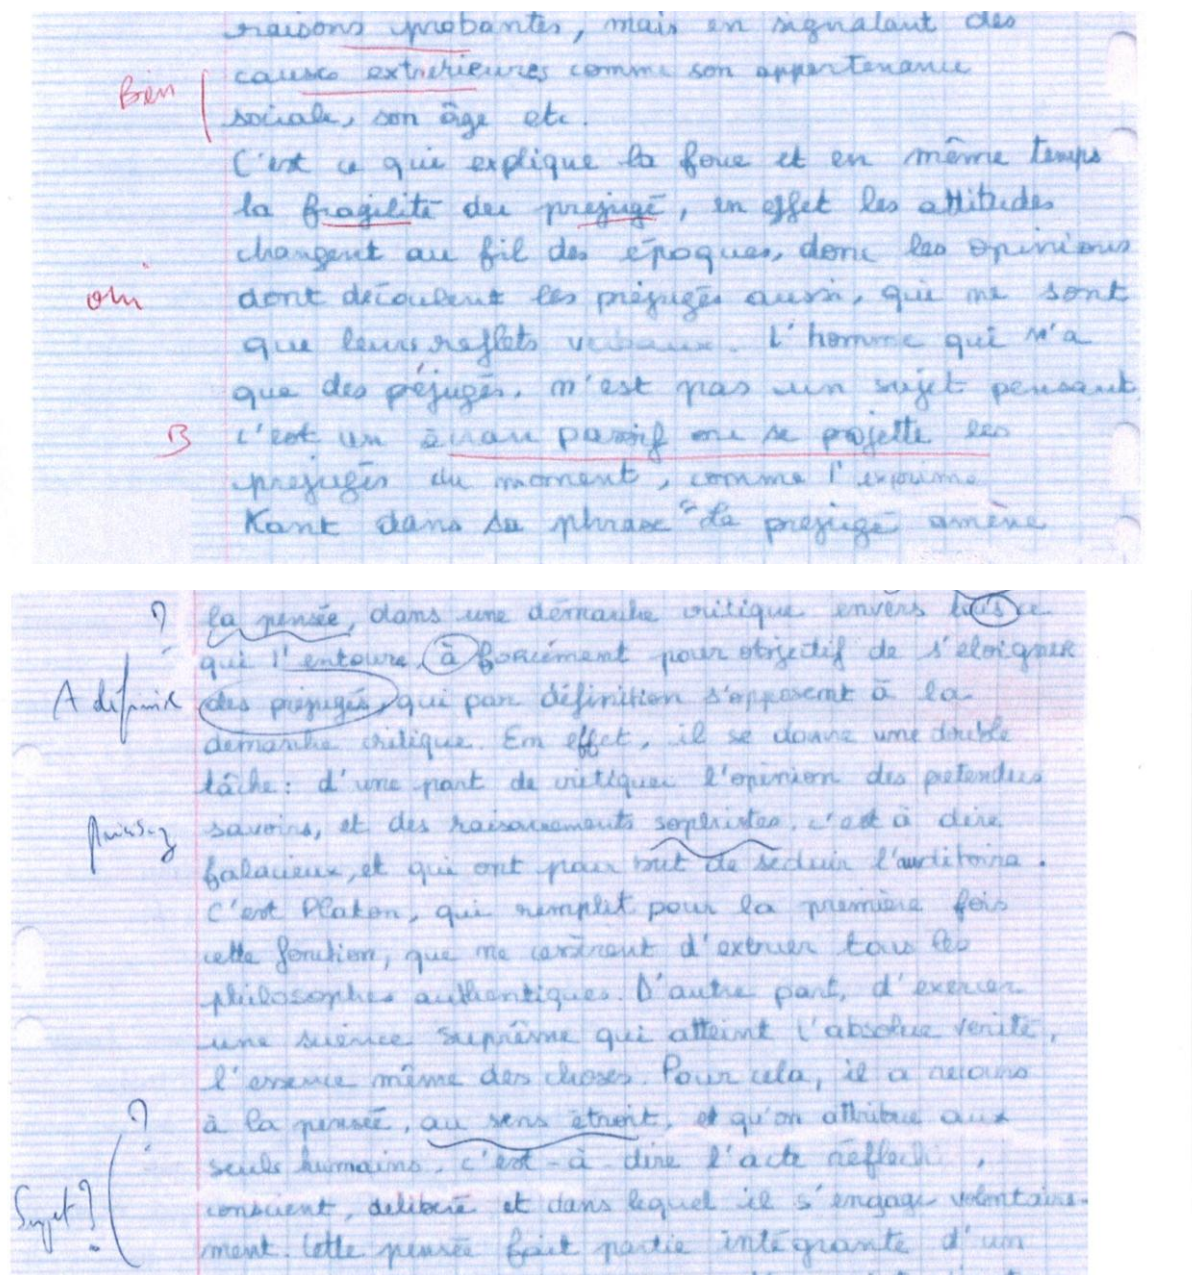 raisons probantes, mais en signalant des
Bien
causes extérieures comme son appartenance
sociale, son âge etc.
C'est ce qui explique la force et en même temps
la fragilité des préjugé, en effet les attitudes
changent au fil des époques, donc les opinions
oui
dont découlent les préjugés aussi, qui ne sont
que leurs reflets verbaux. L'homme qui n'a
que des préjugés, n'est pas un sujet pensant
B
c'est un écran passif ou se projette les
préjugés du moment, comme l'exprime
Kant dans sa phrase "Le préjugé amène
?
la pensée, dans une démarche critique envers tous ce
qui l'entoure, à forcément pour objectif de s'éloigner
A définir
des préjugés, qui par définition s'opposent à la
démarche critique. En effet, il se donne une double
tâche : d'une part de critiquer l'opinion des prétendus
savoirs, et des raisonnements sophistes, c'est à dire
falacieux, et qui ont pour but de séduir l'auditoire.
C'est Platon, qui remplit pour la première fois
cette fonction, que ne cesseront d'exercer tous les
philosophes authentiques. D'autre part, d'exercer
une science suprême qui atteint l'absolue verité,
l'essence même des choses. Pour cela, il a recours
?
à la pensée, au sens étroit, et qu'on attribue aux
seuls humains, c'est-à-dire l'acte réflechi,
Sujet ?
conscient, deliberé et dans lequel il s'engage volontaire-
ment. Cette pensée fait partie intégrante d'un